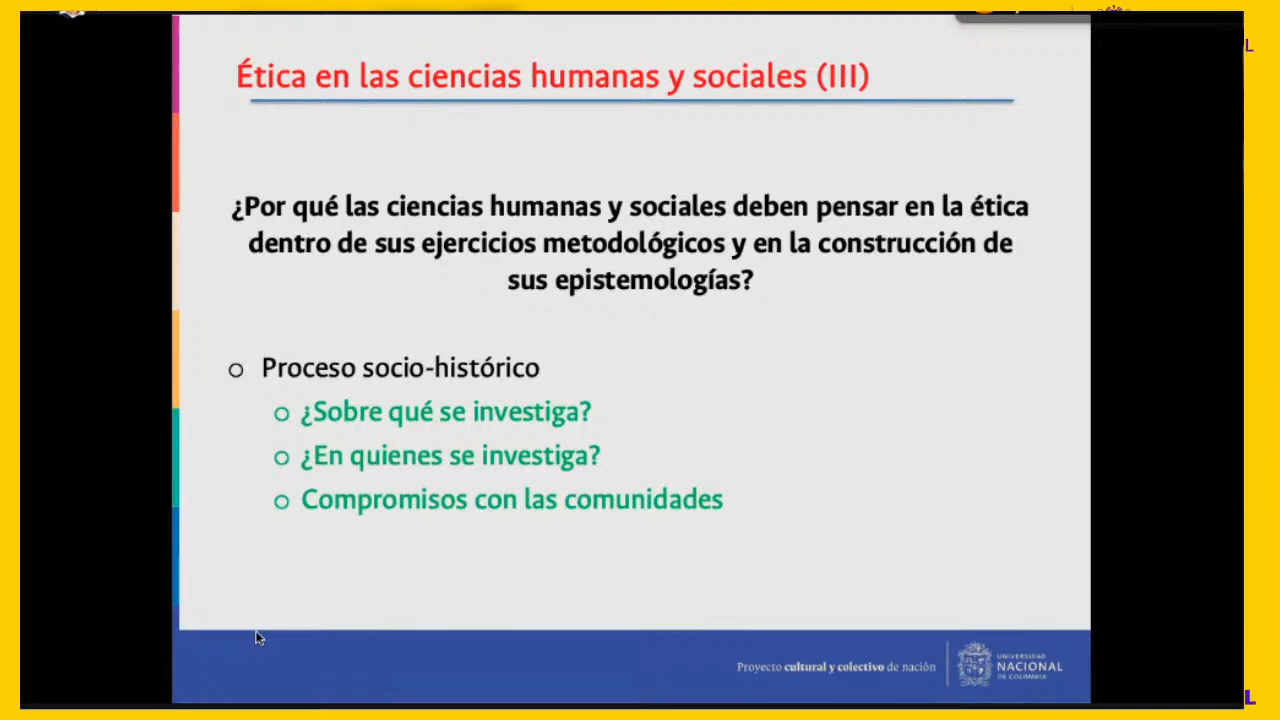 Ética en las ciencias humanas y sociales (III)
¿Por qué las ciencias humanas y sociales deben pensar en la ética
dentro de sus ejercicios metodológicos y en la construcción de
sus epistemologías?
Proceso socio-histórico
¿Sobre qué se investiga?
¿En quienes se investiga?
Compromisos con las comunidades
Proyecto cultural y colectivo de nación
UNIVERSIDAD
NACIONAL
DE COLOMBIA
L
L